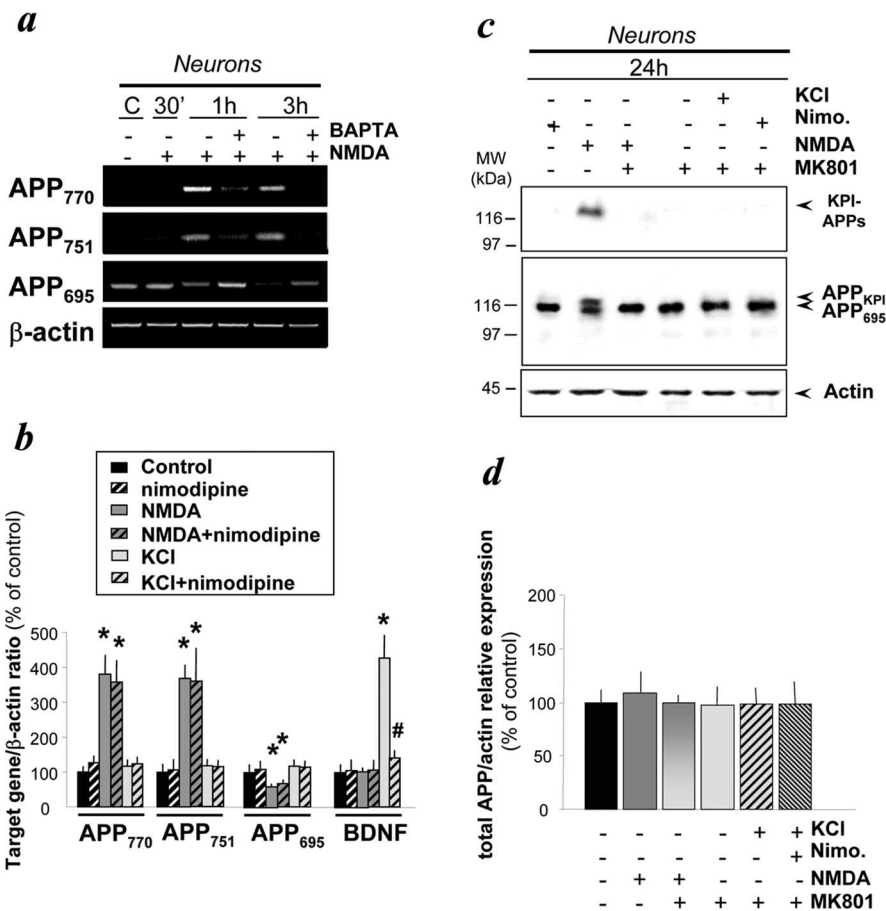 a
Neurons
C 30' 1h 3h
- - - + - + BAPTA
- + + + + + NMDA
APP770
APP751
APP695
β-actin
b
Control
nimodipine
NMDA
NMDA+nimodipine
KCl
KCl+nimodipine
Target gene/β-actin ratio (% of control)
500
400
300
200
100
0
* * * * * * * #
APP770 APP751 APP695 BDNF
c
Neurons
24h
- - - - + - KCl
+ - - - - + Nimo.
- + + - - - NMDA
- - + + + + MK801
MW
(kDa)
116
97
KPI-
APPs
116
97
APPKPI
APP695
45
Actin
d
total APP/actin relative expression
(% of control)
200
150
100
50
0
- - - - + + KCl
- - - - - + Nimo.
- + + - - - NMDA
- - + + + + MK801